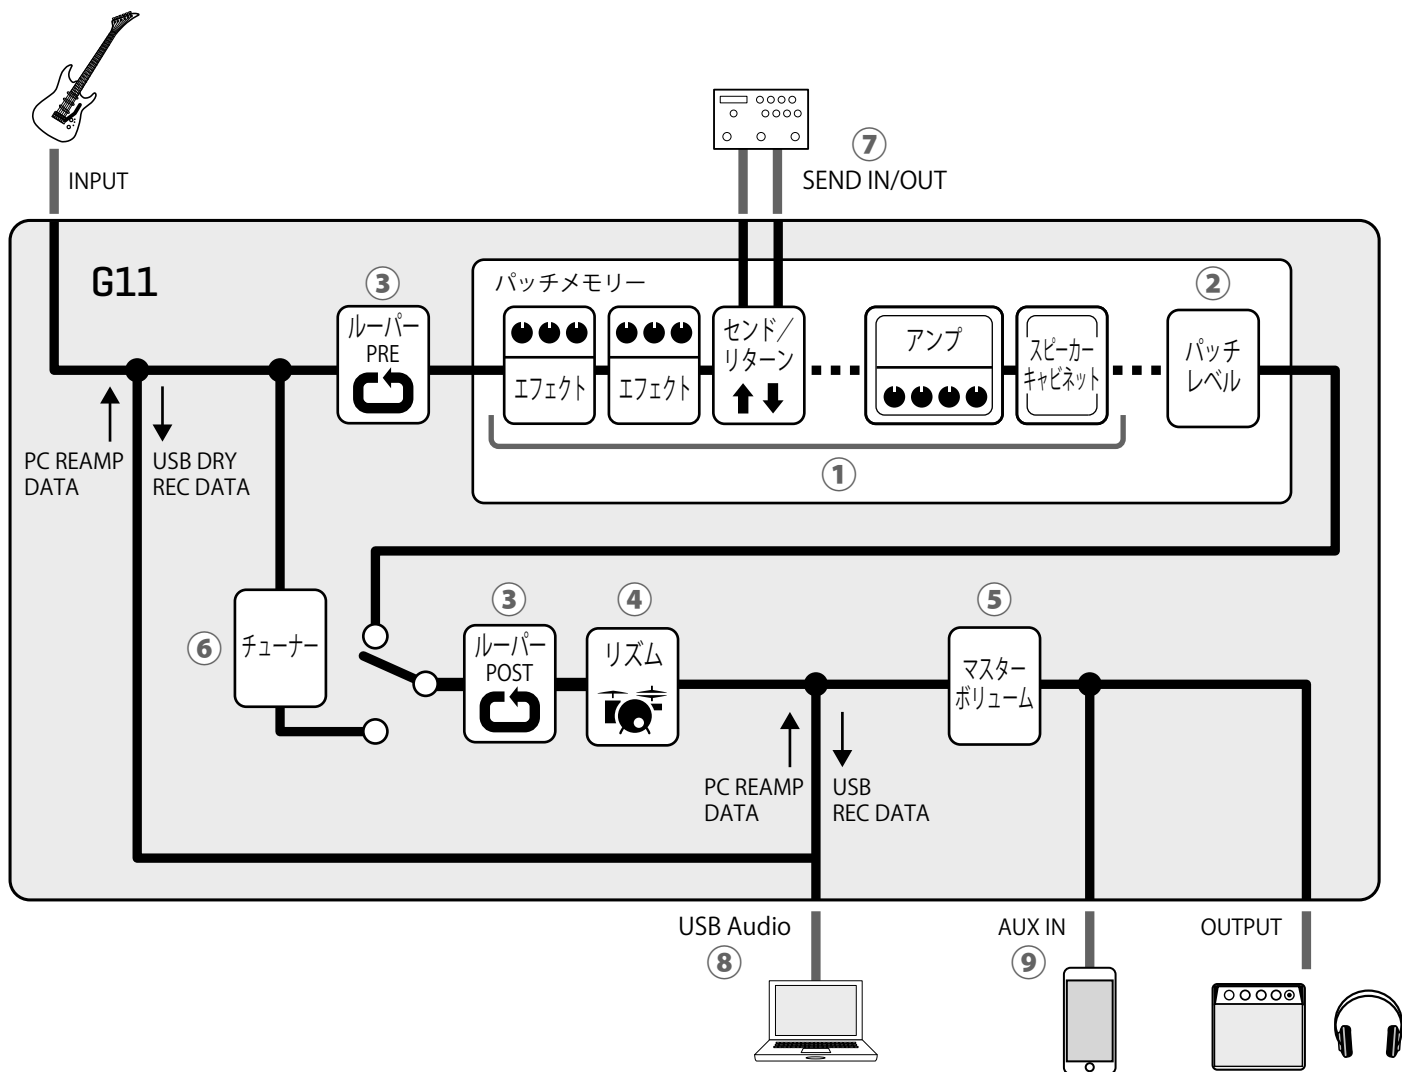 INPUT
⑦
SEND IN/OUT
G11
③
ルーパー
PRE
パッチメモリー
エフェクト
エフェクト
センド／
リターン
アンプ
スピーカー
キャビネット
②
パッチ
レベル
①
PC REAMP
DATA
USB DRY
REC DATA
⑥
チューナー
③
ルーパー
POST
④
リズム
⑤
マスター
ボリューム
PC REAMP
DATA
USB
REC DATA
USB Audio
⑧
AUX IN
⑨
OUTPUT